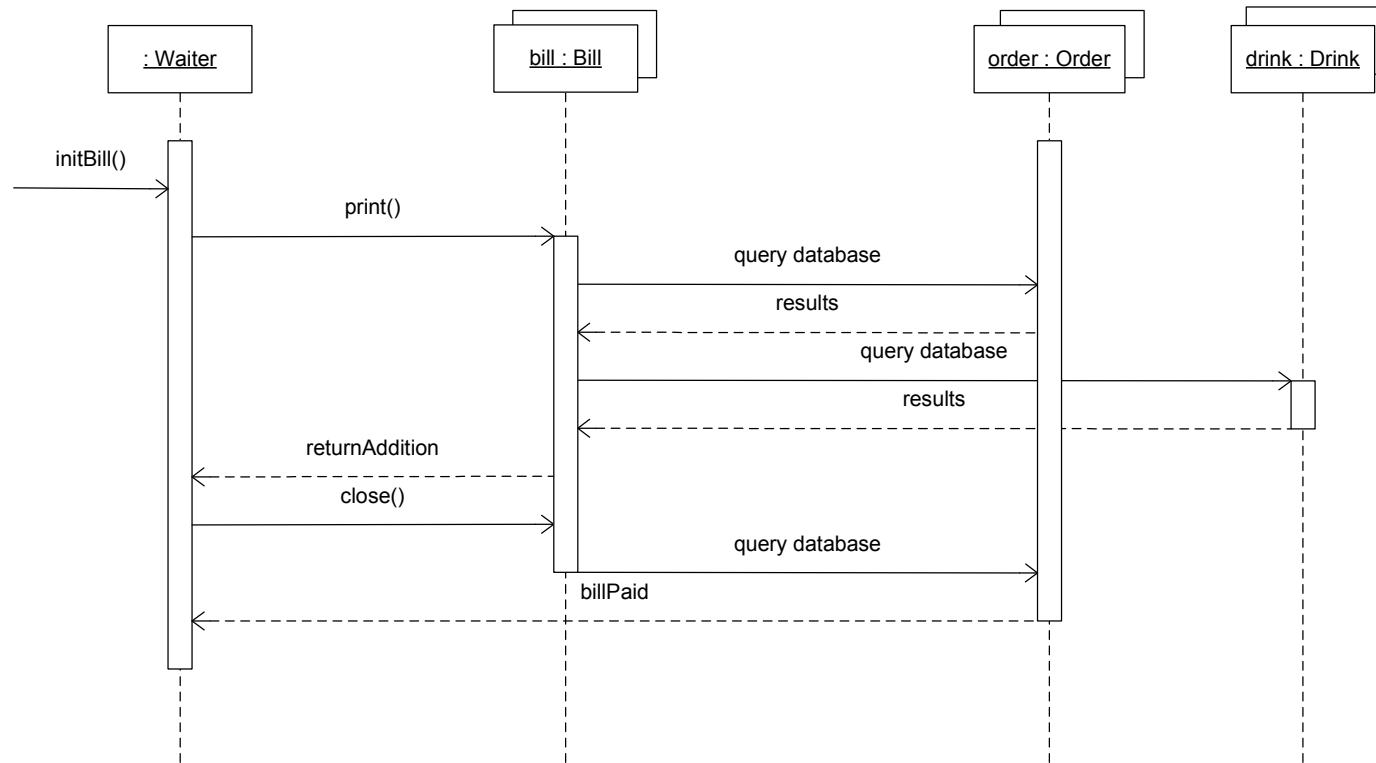 : Waiter
bill : Bill
order : Order
drink : Drink
initBill()
print()
query database
results
query database
results
returnAddition
close()
query database
billPaid